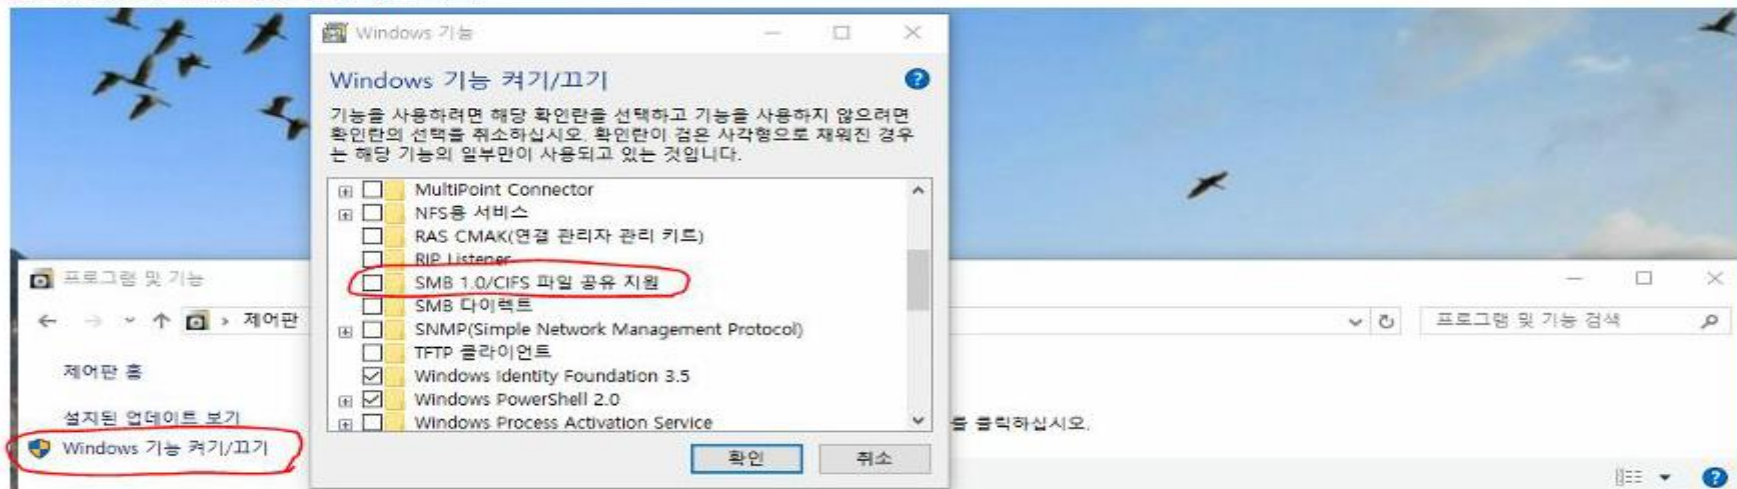 Windows 기능
Windows 기능 켜기/끄기
기능을 사용하려면 해당 확인란을 선택하고 기능을 사용하지 않으려면
확인란의 선택을 취소하십시오. 확인란이 검은 사각형으로 채워진 경우
는 해당 기능의 일부만이 사용되고 있는 것입니다.
MultiPoint Connector
NFS용 서비스
RAS CMAK(연결 관리자 관리 키트)
RIP Listener
SMB 1.0/CIFS 파일 공유 지원
SMB 다이렉트
SNMP(Simple Network Management Protocol)
TFTP 클라이언트
Windows Identity Foundation 3.5
Windows PowerShell 2.0
Windows Process Activation Service
확인
취소
프로그램 및 기능
제어판
프로그램 및 기능 검색
제어판 홈
설치된 업데이트 보기
Windows 기능 켜기/끄기
를 클릭하십시오.